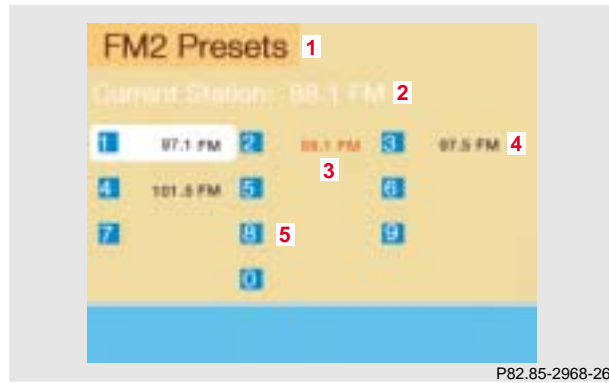 FM2 Presets 1
Current Station: 88.1 FM 2
1 97.1 FM 2 88.1 FM 3 97.5 FM 4
3
4 101.5 FM 5 6
7 8 5 9
0
P82.85-2968-26